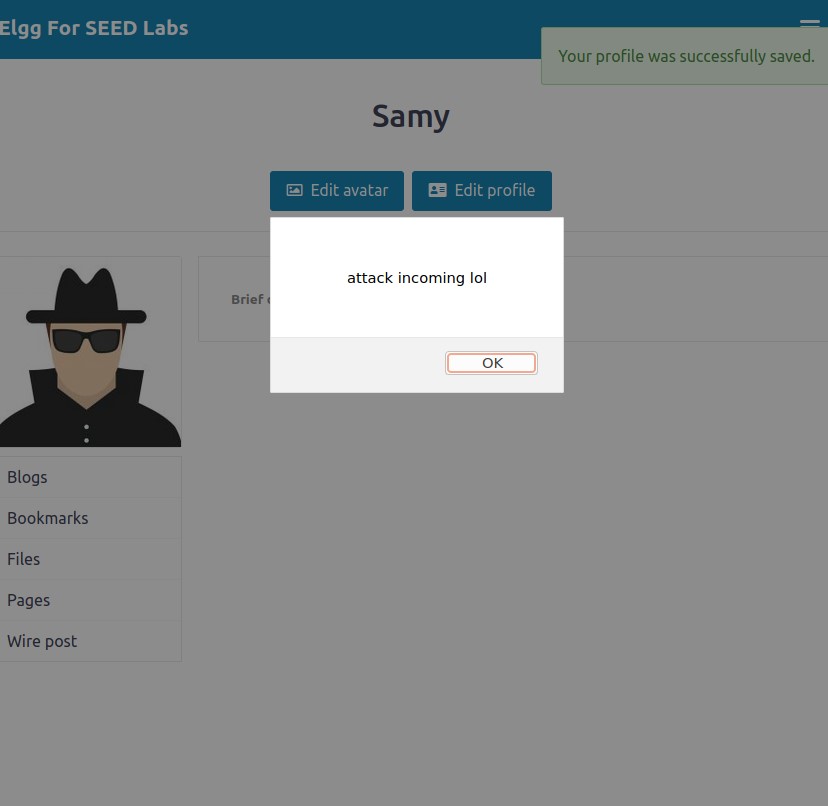 Elgg For SEED Labs
Your profile was successfully saved.
Samy
Edit avatar
Edit profile
attack incoming lol
Brief
OK
Blogs
Bookmarks
Files
Pages
Wire post